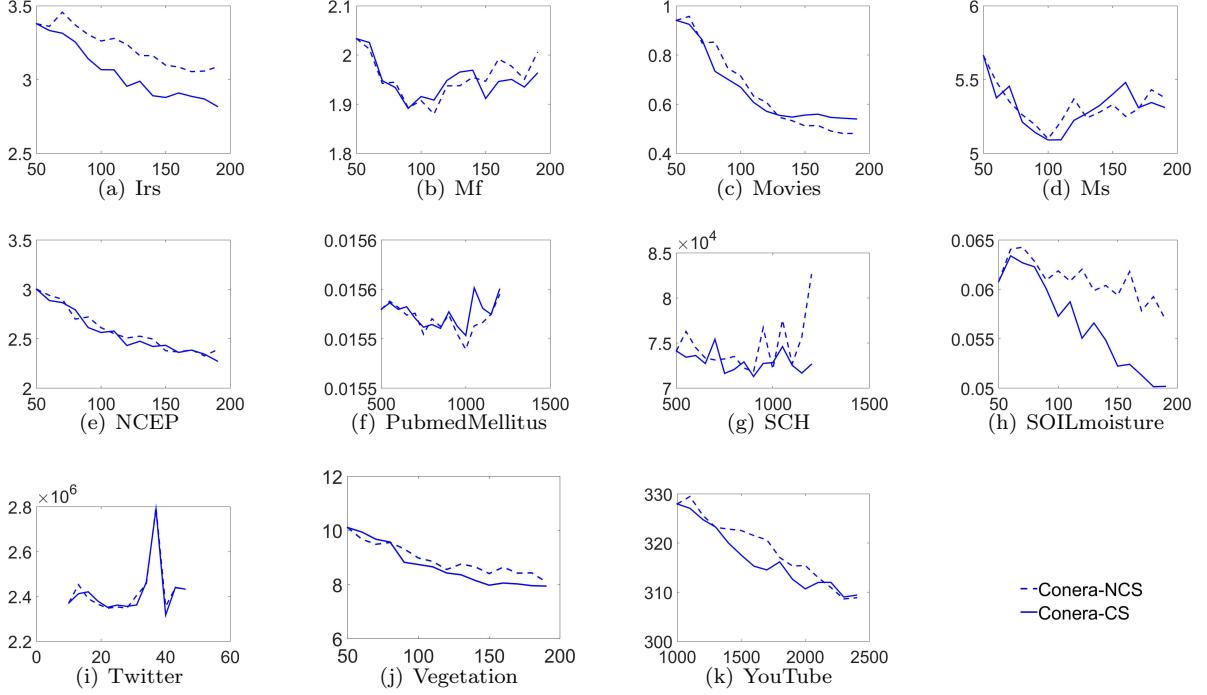 3.5
3
2.5
50 100 150 200
(a) Irs
2.1
2
1.9
1.8
50 100 150 200
(b) Mf
1
0.8
0.6
0.4
50 100 150 200
(c) Movies
6
5.5
5
50 100 150 200
(d) Ms
3.5
3
2.5
2
50 100 150 200
(e) NCEP
0.0156
0.0156
0.0155
0.0155
500 1000 1500
(f) PubmedMellitus
8.5 ×10⁴
8
7.5
7
500 1000 1500
(g) SCH
0.065
0.06
0.055
0.05
50 100 150 200
(h) SOILmoisture
2.8 ×10⁶
2.6
2.4
2.2
0 20 40 60
(i) Twitter
12
10
8
6
50 100 150 200
(j) Vegetation
330
320
310
300
1000 1500 2000 2500
(k) YouTube
Conera-NCS
Conera-CS